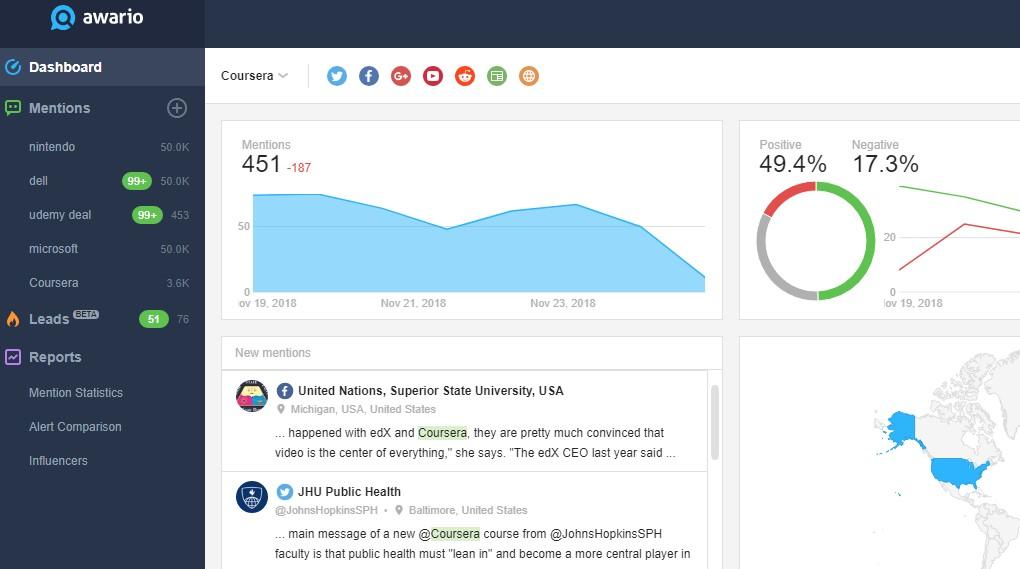 awario
Dashboard
Mentions
nintendo 50.0K
dell 99+ 50.0K
udemy deal 99+ 453
microsoft 50.0K
Coursera 3.6K
Leads BETA 51 76
Reports
Mention Statistics
Alert Comparison
Influencers
Coursera
Mentions
451 -187
50
0
ov 19, 2018 Nov 21, 2018 Nov 23, 2018
Positive Negative
49.4% 17.3%
20
0
ov 19, 2018
New mentions
United Nations, Superior State University, USA
Michigan, USA, United States
... happened with edX and Coursera, they are pretty much convinced that
video is the center of everything," she says. "The edX CEO last year said ...
JHU Public Health
@JohnsHopkinsSPH • Baltimore, United States
... main message of a new @Coursera course from @JohnsHopkinsSPH
faculty is that public health must "lean in" and become a more central player in